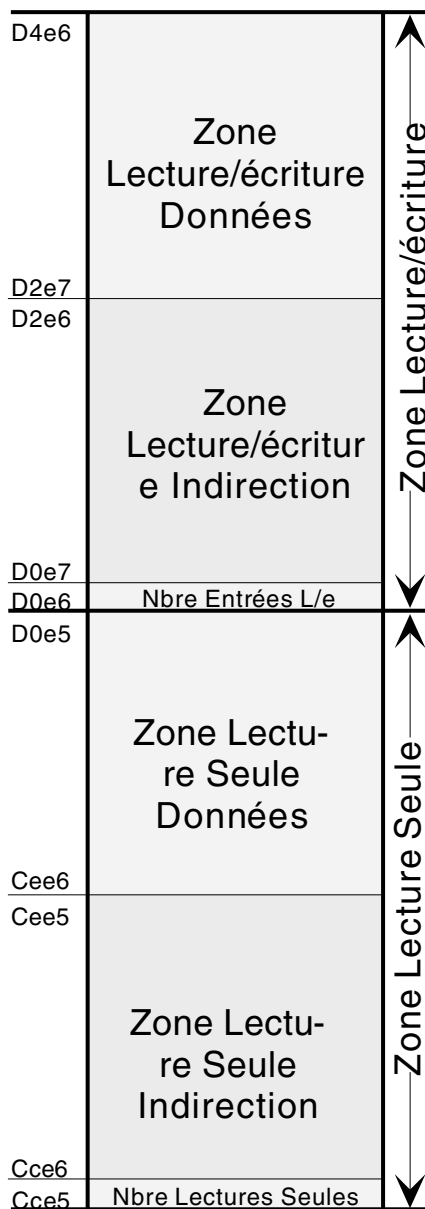 D4e6
Zone
Lecture/écriture
Données
D2e7
D2e6
Zone
Lecture/écritur
e Indirection
D0e7
D0e6
Nbre Entrées L/e
Zone Lecture/écriture
D0e5
Zone Lectu-
re Seule
Données
Cee6
Cee5
Zone Lectu-
re Seule
Indirection
Cce6
Cce5
Nbre Lectures Seules
Zone Lecture Seule